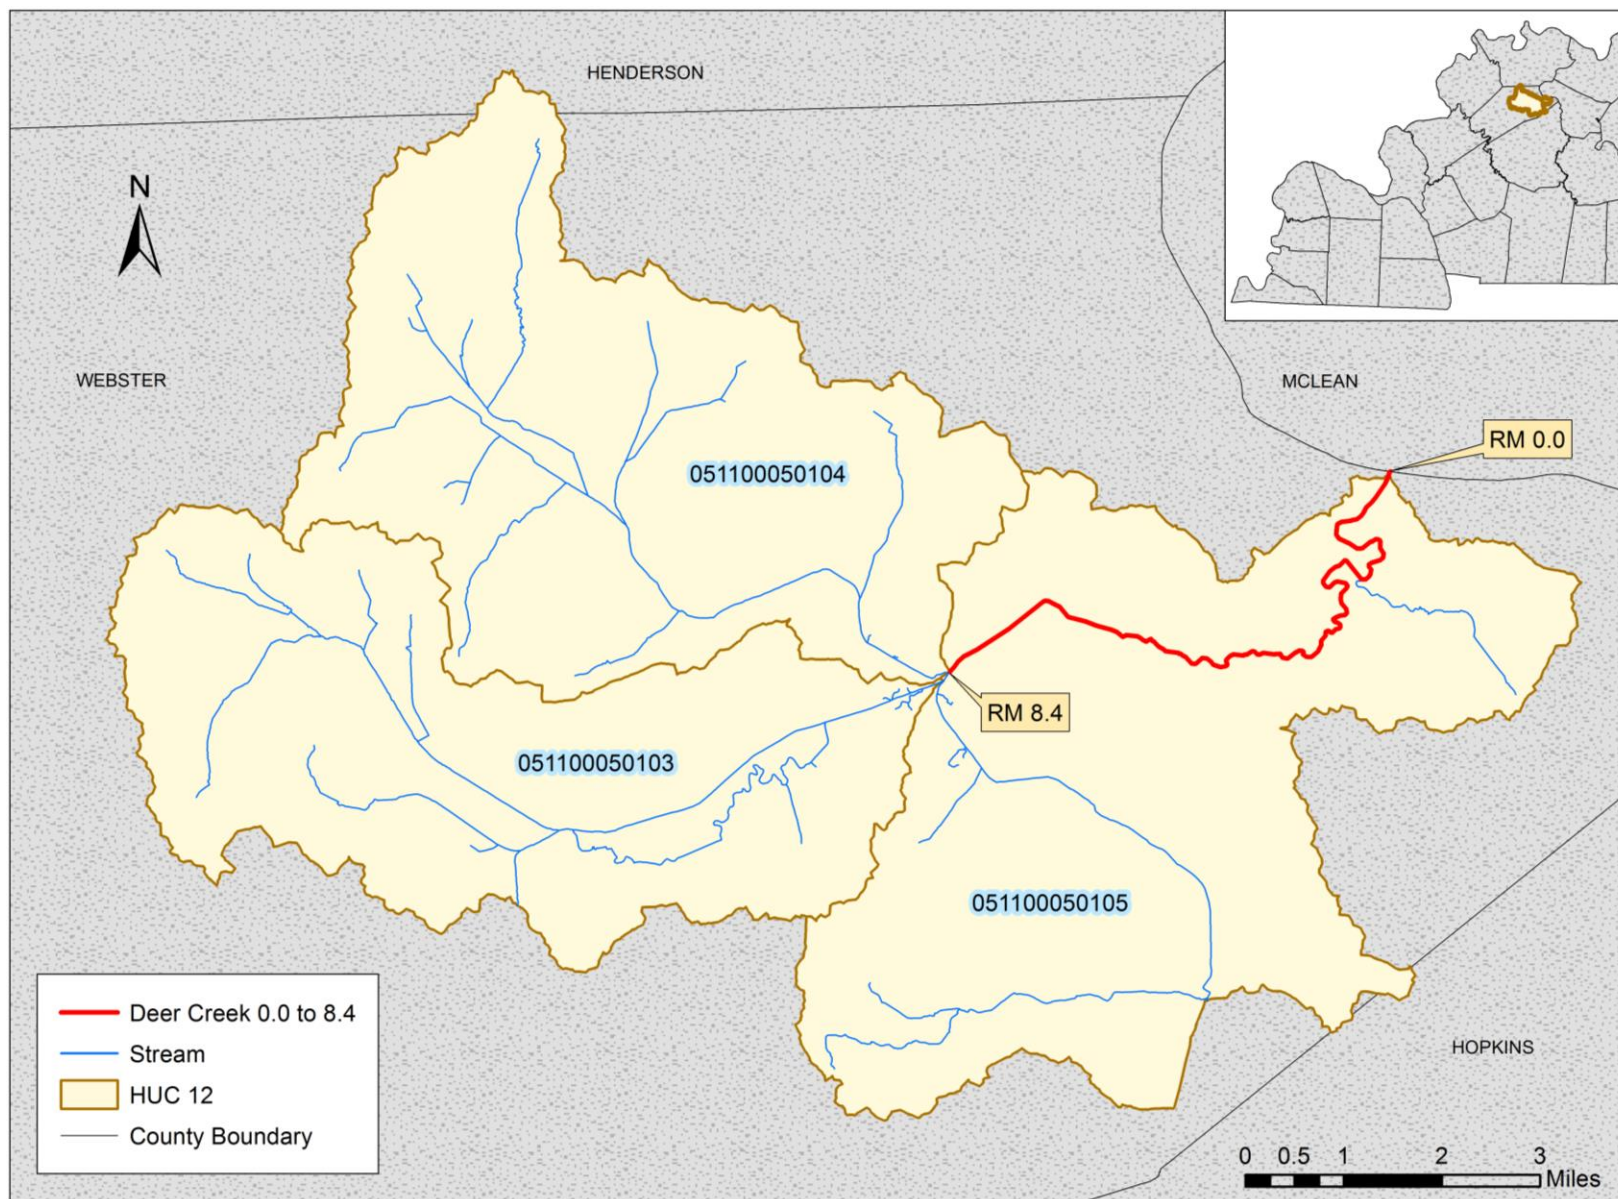 HENDERSON
N
WEBSTER
MCLEAN
RM 0.0
051100050104
RM 8.4
051100050103
051100050105
HOPKINS
Deer Creek 0.0 to 8.4
Stream
HUC 12
County Boundary
0 0.5 1 2 3
Miles